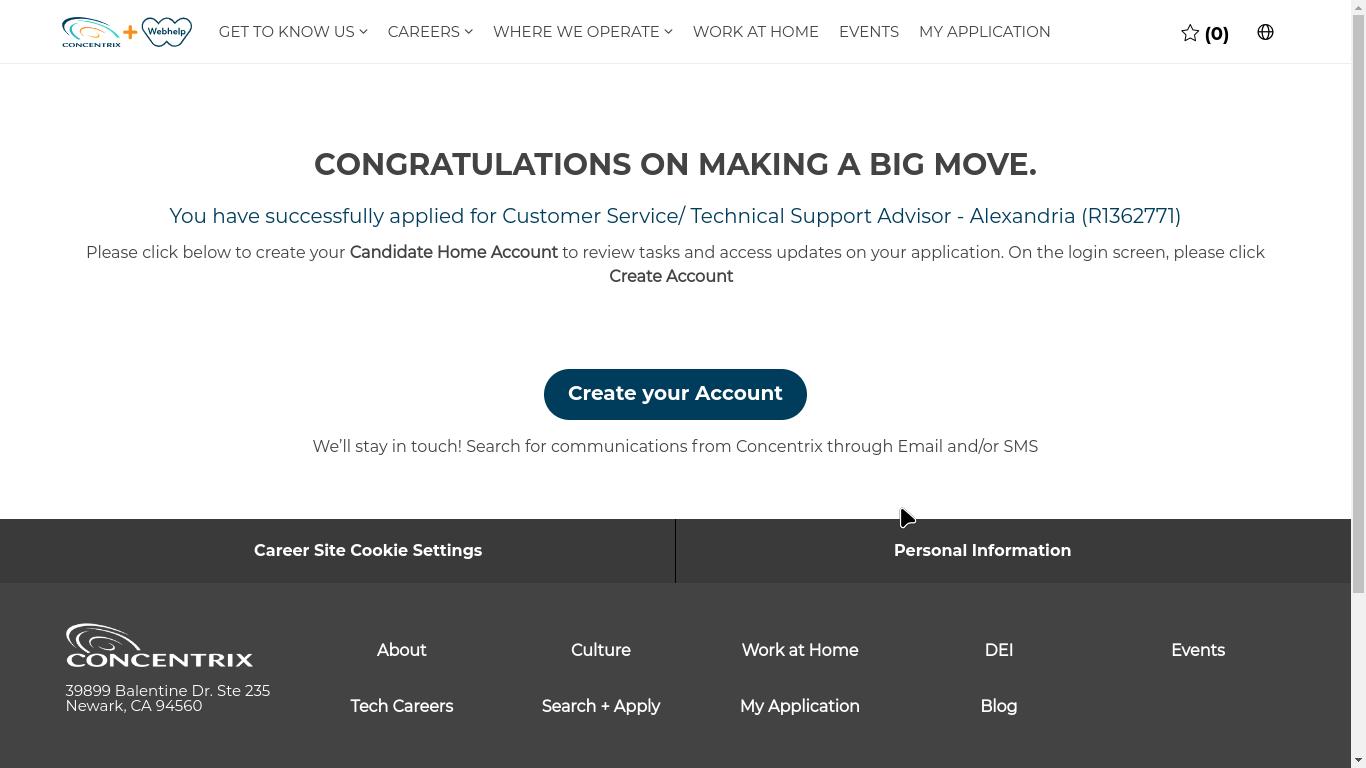 CONCENTRIX + Webhelp GET TO KNOW US CAREERS WHERE WE OPERATE WORK AT HOME EVENTS MY APPLICATION (0)
CONGRATULATIONS ON MAKING A BIG MOVE.
You have successfully applied for Customer Service/ Technical Support Advisor - Alexandria (R1362771)
Please click below to create your Candidate Home Account to review tasks and access updates on your application. On the login screen, please click
Create Account
Create your Account
We’ll stay in touch! Search for communications from Concentrix through Email and/or SMS
Career Site Cookie Settings Personal Information
CONCENTRIX
39899 Balentine Dr. Ste 235
Newark, CA 94560
About Culture Work at Home DEI Events
Tech Careers Search + Apply My Application Blog